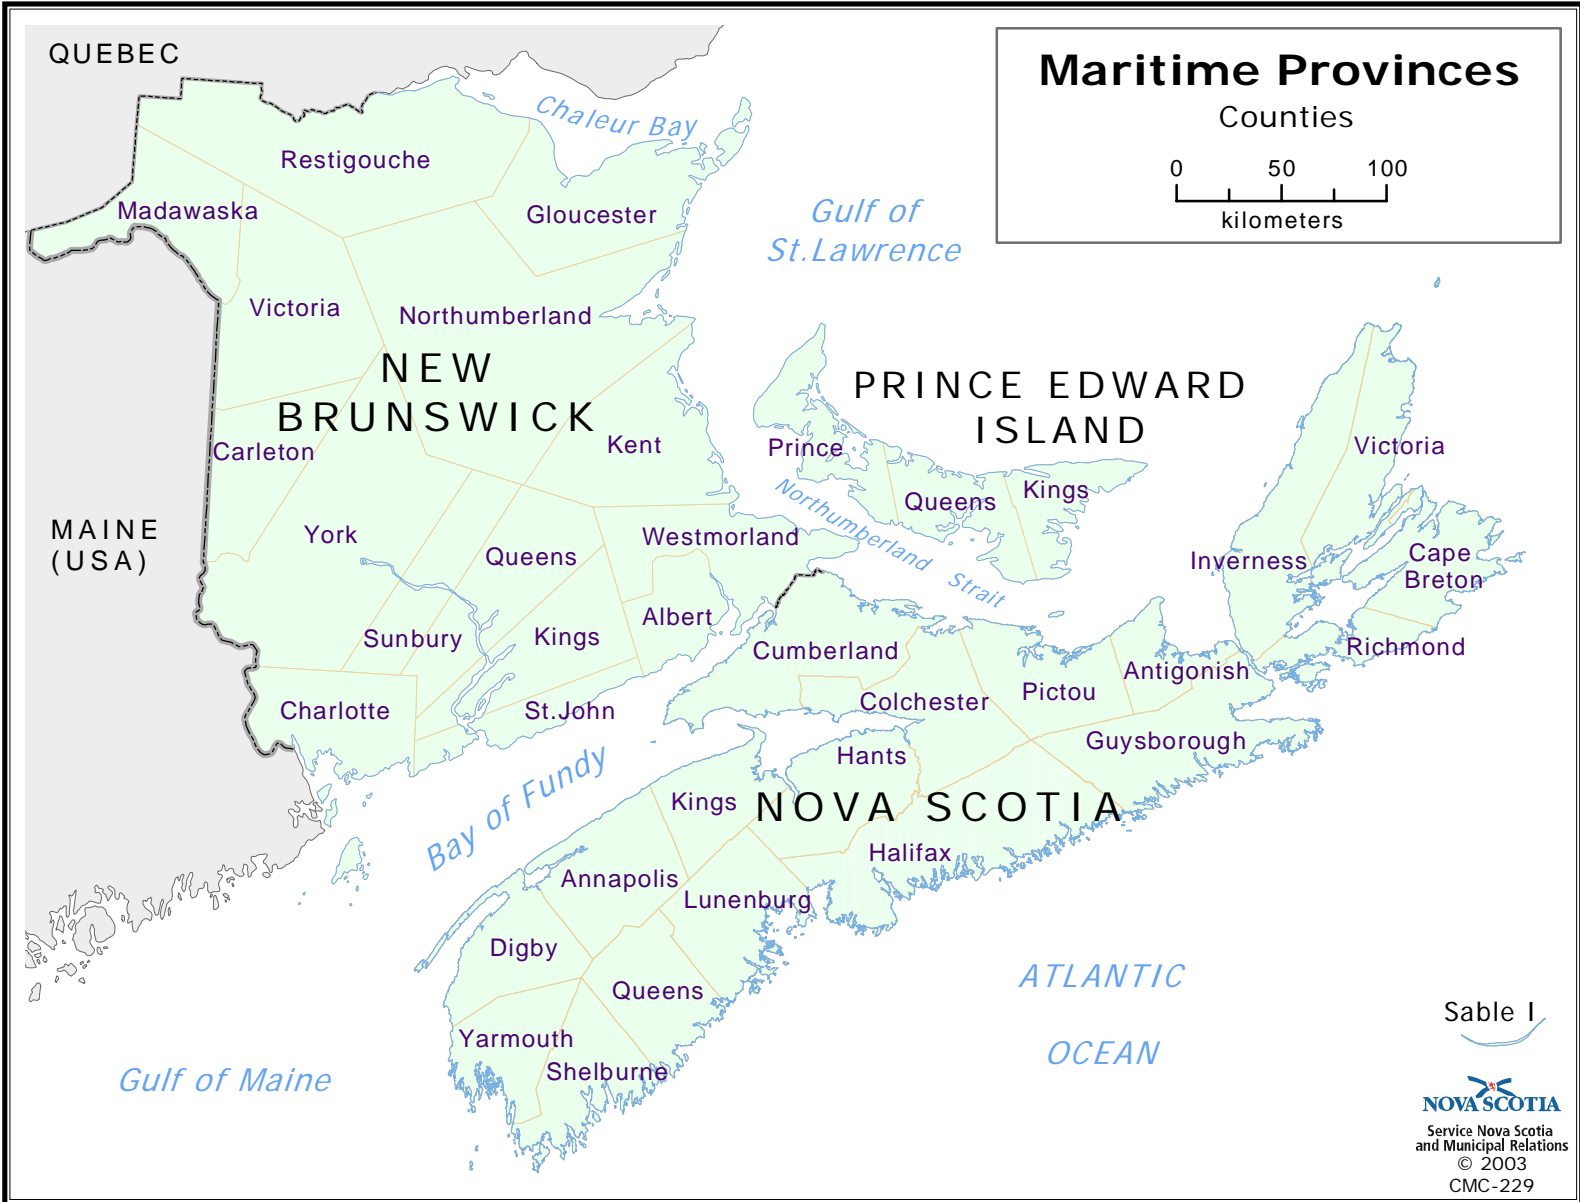 QUEBEC
Maritime Provinces
Counties
0 50 100
kilometers
Chaleur Bay
Restigouche
Madawaska
Gloucester
Gulf of
St.Lawrence
Victoria
Northumberland
NEW
BRUNSWICK
PRINCE EDWARD
ISLAND
Carleton
Kent
Prince
Victoria
Queens
Kings
Northumberland Strait
MAINE
(USA)
York
Queens
Westmorland
Inverness
Cape
Breton
Albert
Sunbury
Kings
Cumberland
Richmond
Antigonish
Charlotte
St.John
Colchester
Pictou
Guysborough
Hants
Bay of Fundy
Kings
NOVA SCOTIA
Halifax
Annapolis
Lunenburg
Digby
Queens
ATLANTIC
OCEAN
Sable I
Yarmouth
Shelburne
Gulf of Maine
NOVA SCOTIA
Service Nova Scotia
and Municipal Relations
© 2003
CMC-229